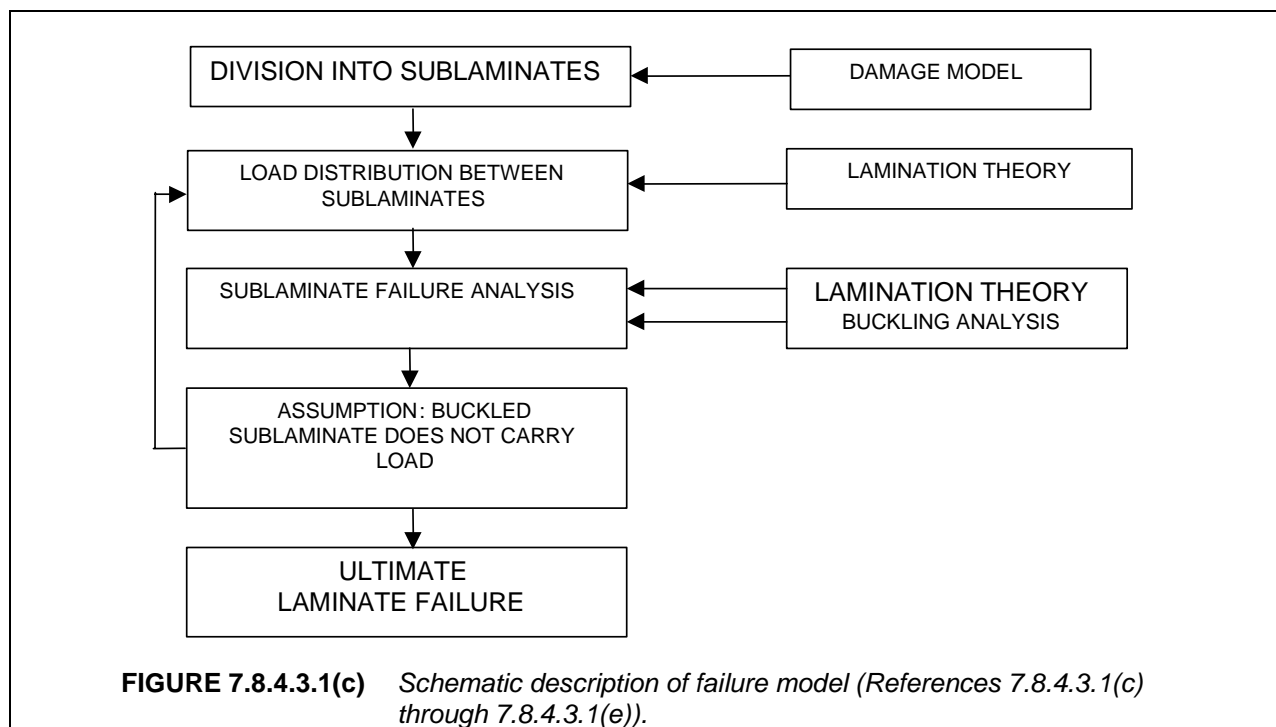 DIVISION INTO SUBLAMINATES
DAMAGE MODEL
LOAD DISTRIBUTION BETWEEN
SUBLAMINATES
LAMINATION THEORY
SUBLAMINATE FAILURE ANALYSIS
LAMINATION THEORY
BUCKLING ANALYSIS
ASSUMPTION: BUCKLED
SUBLAMINATE DOES NOT CARRY
LOAD
ULTIMATE
LAMINATE FAILURE
FIGURE 7.8.4.3.1(c) Schematic description of failure model (References 7.8.4.3.1(c)
through 7.8.4.3.1(e)).